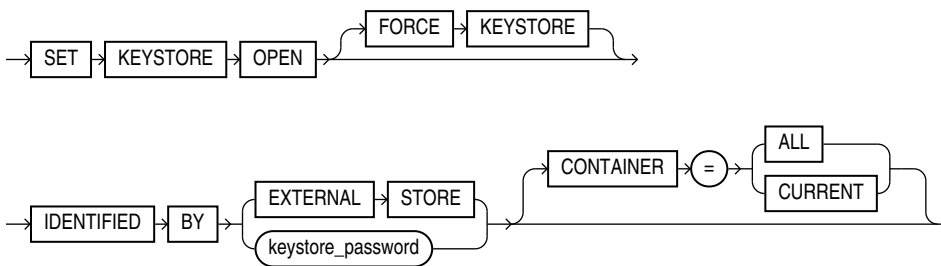 FORCE KEYSTORE
SET KEYSTORE OPEN
ALL
CONTAINER =
CURRENT
EXTERNAL STORE
IDENTIFIED BY
keystore_password